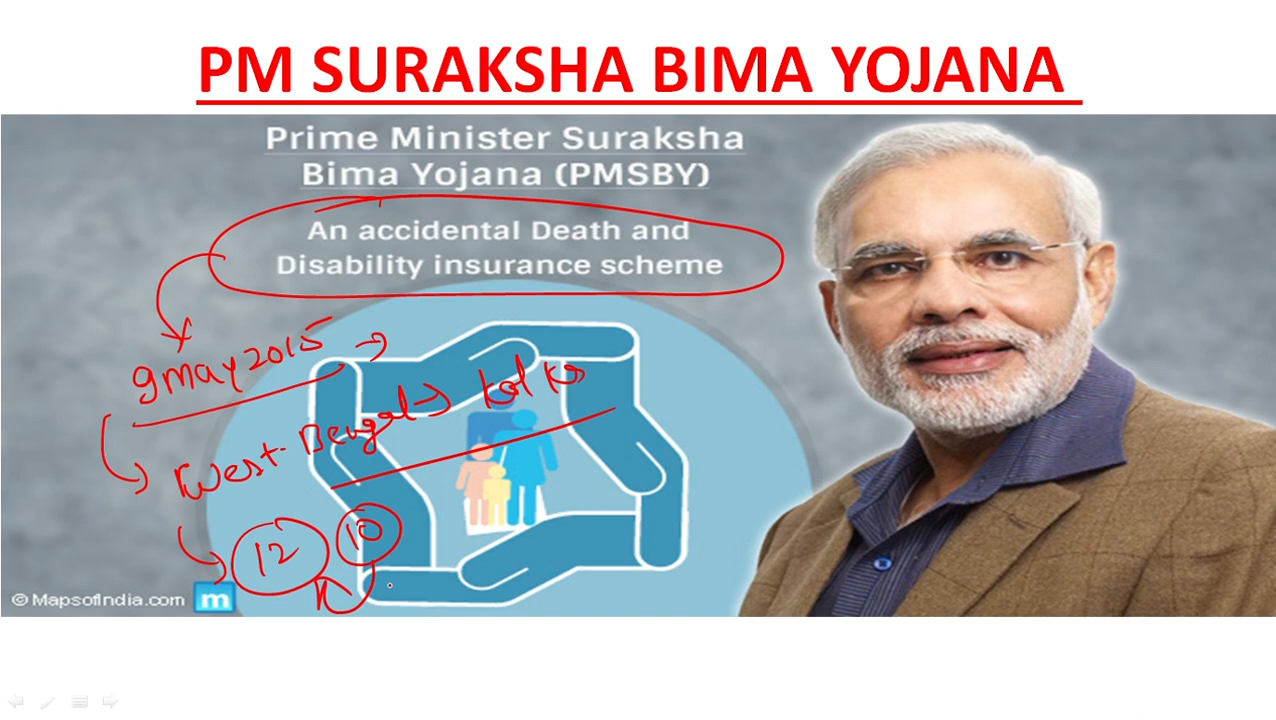 PM SURAKSHA BIMA YOJANA
Prime Minister Suraksha
Bima Yojana (PMSBY)
An accidental Death and
Disability insurance scheme
9 may 2015
West. Bengal → Kolka
12 10
© MapsofIndia.com m